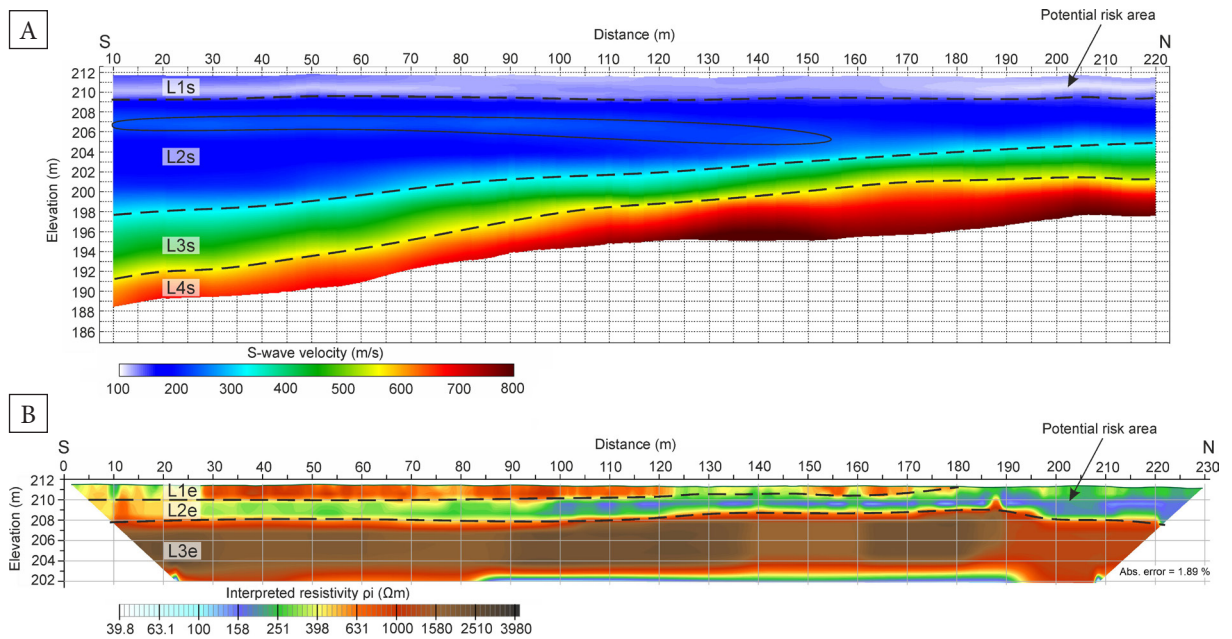 A
Potential risk area
S
Distance (m)
N
10 20 30 40 50 60 70 80 90 100 110 120 130 140 150 160 170 180 190 200 210 220
Elevation (m)
212
210
208
206
204
202
200
198
196
194
192
190
188
186
L1s
L2s
L3s
L4s
S-wave velocity (m/s)
100 200 300 400 500 600 700 800
B
Potential risk area
S
Distance (m)
N
0 10 20 30 40 50 60 70 80 90 100 110 120 130 140 150 160 170 180 190 200 210 220 230
Elevation (m)
212
210
208
206
204
202
L1e
L2e
L3e
Abs. error = 1.89 %
Interpreted resistivity ρi (Ωm)
39.8 63.1 100 158 251 398 631 1000 1580 2510 3980